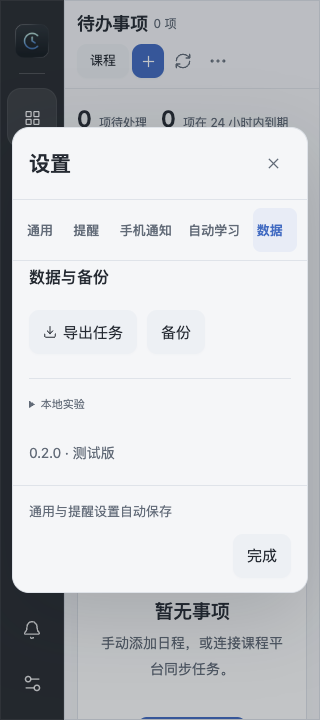 待办事项 0 项
课程
0 项待处理 0 项在 24 小时内到期
设置
通用 提醒 手机通知 自动学习 数据
数据与备份
导出任务 备份
本地实验
0.2.0 · 测试版
通用与提醒设置自动保存
完成
暂无事项
手动添加日程，或连接课程平
台同步任务。